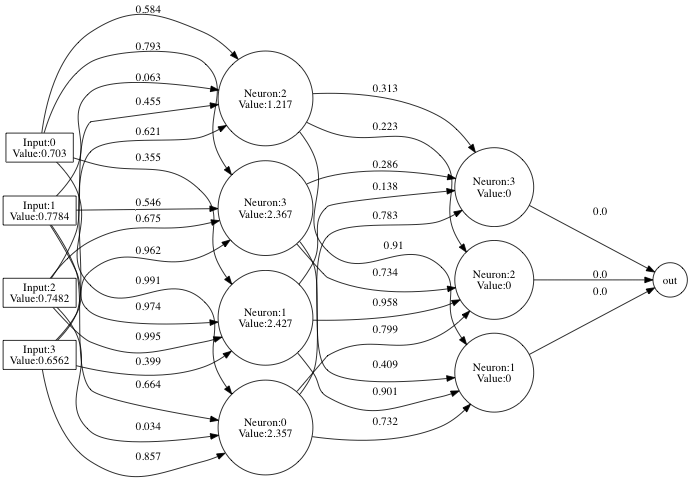 0.584
0.793
0.063
0.455
0.621
0.355
0.546
0.675
0.962
0.991
0.974
0.995
0.399
0.664
0.034
0.857
Input:0
Value:0.703
Input:1
Value:0.7784
Input:2
Value:0.7482
Input:3
Value:0.6562
Neuron:2
Value:1.217
Neuron:3
Value:2.367
Neuron:1
Value:2.427
Neuron:0
Value:2.357
0.313
0.223
0.286
0.138
0.783
0.91
0.734
0.958
0.799
0.409
0.901
0.732
Neuron:3
Value:0
Neuron:2
Value:0
Neuron:1
Value:0
0.0
0.0
0.0
out